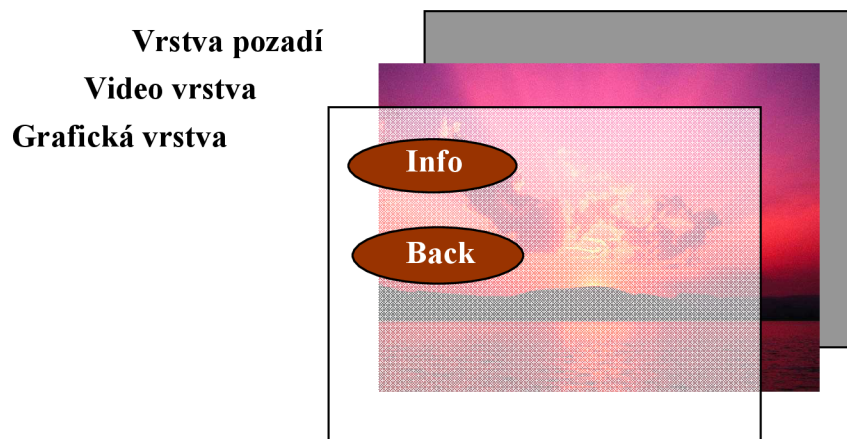 Vrstva pozadí
Video vrstva
Grafická vrstva
Info
Back